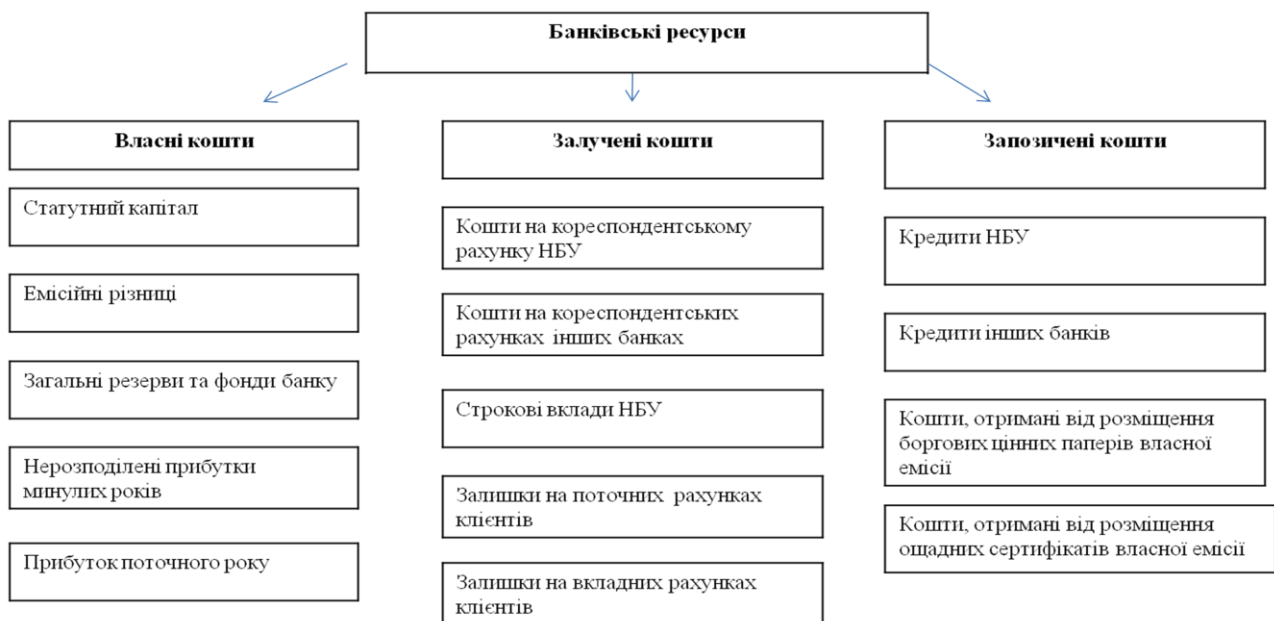 Банківські ресурси
Власні кошти
Статутний капітал
Емісійні різниці
Загальні резерви та фонди банку
Нерозподілені прибутки
минулих років
Прибуток поточного року
Залучені кошти
Кошти на кореспондентському
рахунку НБУ
Кошти на кореспондентських
рахунках інших банках
Строкові вклади НБУ
Залишки на поточних рахунках
клієнтів
Залишки на вкладних рахунках
клієнтів
Запозичені кошти
Кредити НБУ
Кредити інших банків
Кошти, отримані від розміщення
боргових цінних паперів власної
емісії
Кошти, отримані від розміщення
ощадних сертифікатів власної емісії